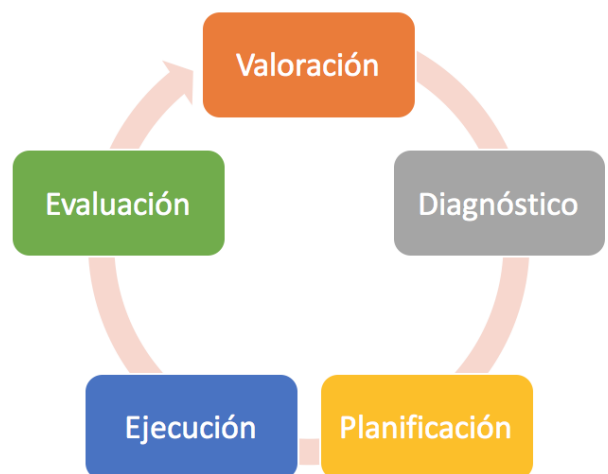 Valoración
Diagnóstico
Planificación
Ejecución
Evaluación